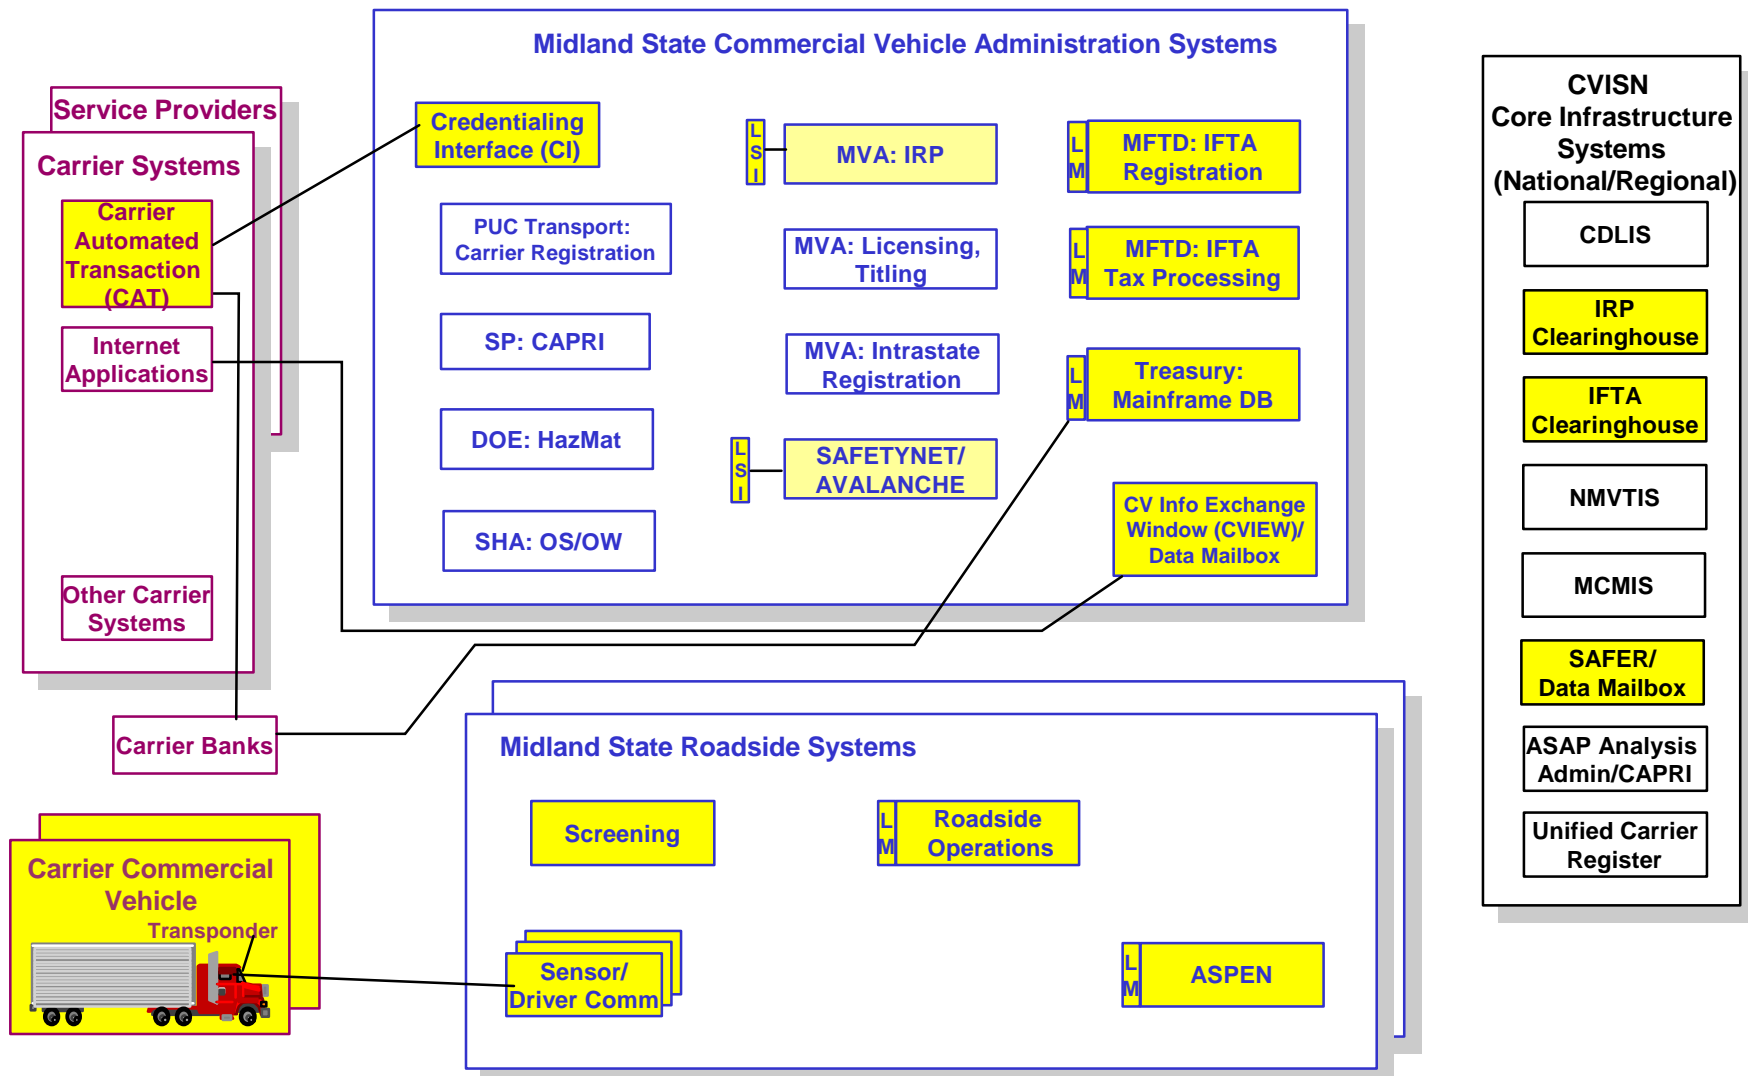 Midland State Commercial Vehicle Administration Systems
Service Providers
Carrier Systems
Carrier
Automated
Transaction
(CAT)
Internet
Applications
Other Carrier
Systems
Carrier Banks
Carrier Commercial
Vehicle
Transponder
Credentialing
Interface (CI)
PUC Transport:
Carrier Registration
SP: CAPRI
DOE: HazMat
SHA: OS/OW
L
S
I
MVA: IRP
MVA: Licensing,
Titling
MVA: Intrastate
Registration
L
S
I
SAFETYNET/
AVALANCHE
L
M
MFTD: IFTA
Registration
L
M
MFTD: IFTA
Tax Processing
L
M
Treasury:
Mainframe DB
CV Info Exchange
Window (CVIEW)/
Data Mailbox
Midland State Roadside Systems
Screening
L
M
Roadside
Operations
Sensor/
Driver Comm
L
M
ASPEN
CVISN
Core Infrastructure
Systems
(National/Regional)
CDLIS
IRP
Clearinghouse
IFTA
Clearinghouse
NMVTIS
MCMIS
SAFER/
Data Mailbox
ASAP Analysis
Admin/CAPRI
Unified Carrier
Register